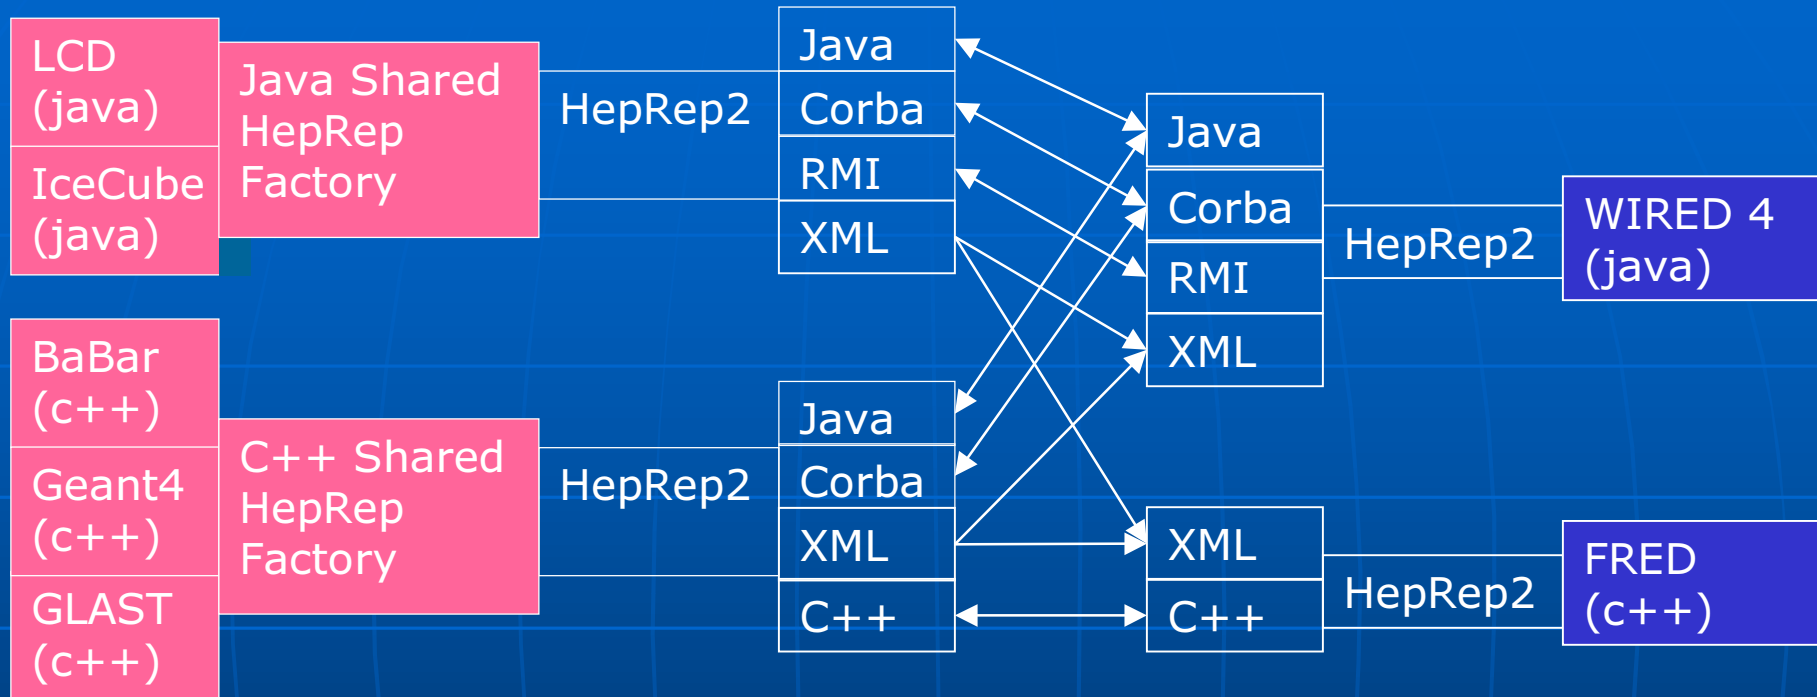 LCD
(java)
IceCube
(java)
Java Shared
HepRep
Factory
HepRep2
Java
Corba
RMI
XML
BaBar
(c++)
Geant4
(c++)
GLAST
(c++)
C++ Shared
HepRep
Factory
HepRep2
Java
Corba
XML
C++
Java
Corba
RMI
XML
HepRep2
WIRED 4
(java)
XML
C++
HepRep2
FRED
(c++)